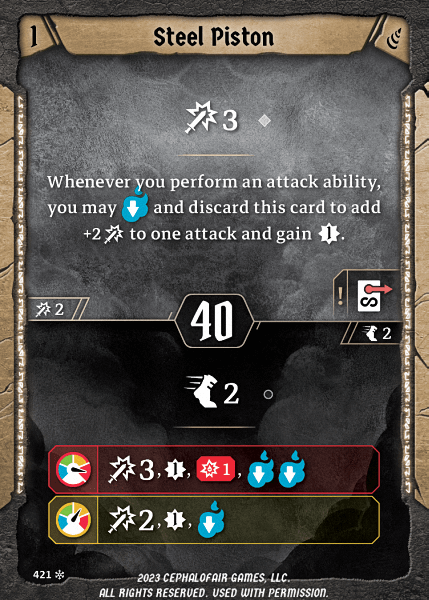 1
Steel Piston
3
Whenever you perform an attack ability,
you may and discard this card to add
+2 to one attack and gain 1.
2
!
40
2
2
3, 1, 1,
2, 1,
421
2023 CEPHALOFAIR GAMES, LLC.
ALL RIGHTS RESERVED. USED WITH PERMISSION.